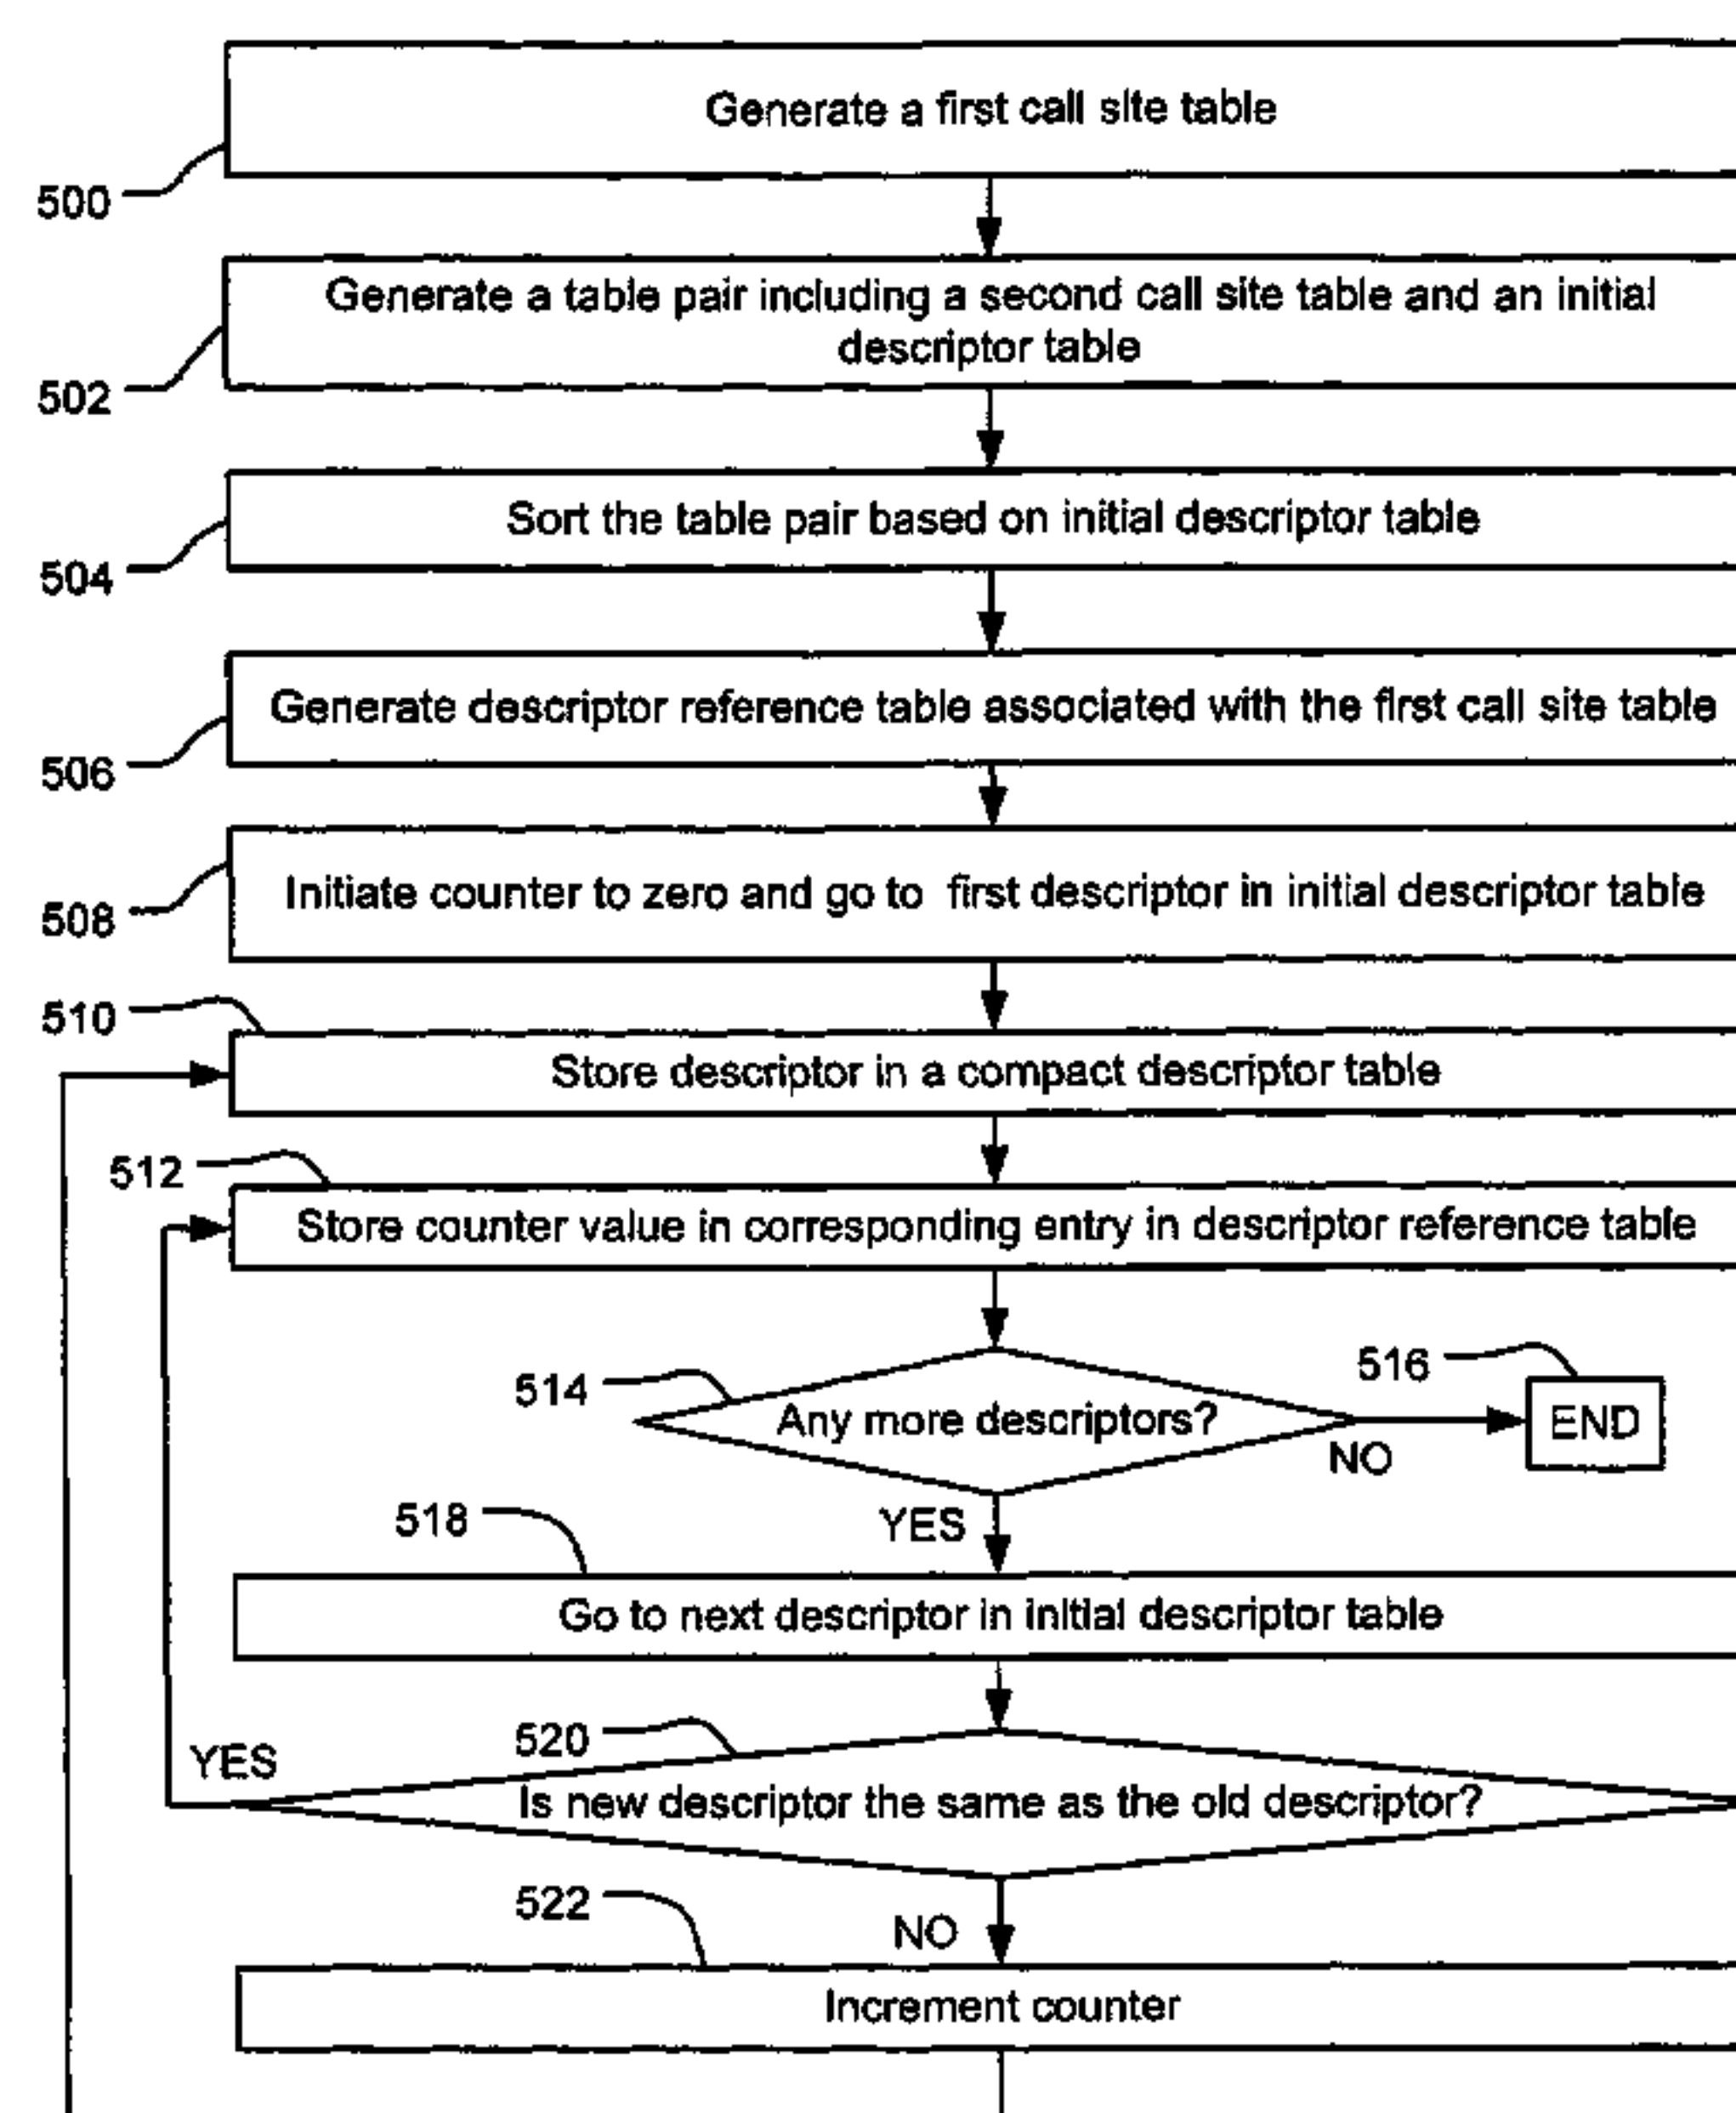 Generate a first call site table
500
Generate a table pair including a second call site table and an initial
descriptor table
502
Sort the table pair based on initial descriptor table
504
Generate descriptor reference table associated with the first call site table
506
Initiate counter to zero and go to first descriptor in initial descriptor table
508
510
Store descriptor in a compact descriptor table
512
Store counter value in corresponding entry in descriptor reference table
514
Any more descriptors?
516
END
NO
YES
518
Go to next descriptor in initial descriptor table
520
YES
Is new descriptor the same as the old descriptor?
522
NO
Increment counter